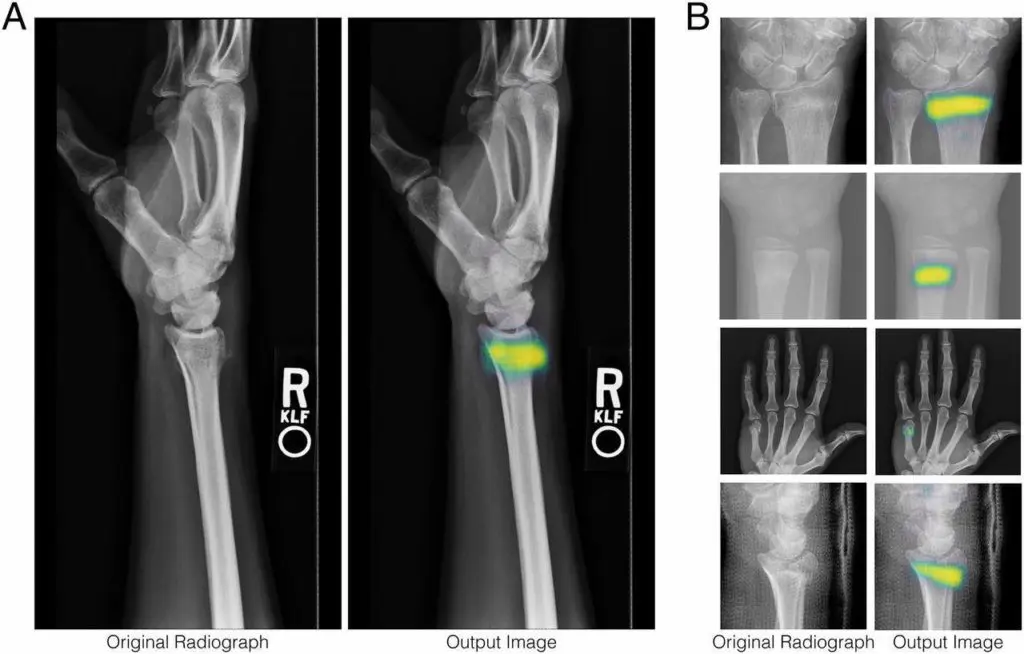 A
B
R
KLF
R
KLF
Original Radiograph
Output Image
Original Radiograph
Output Image